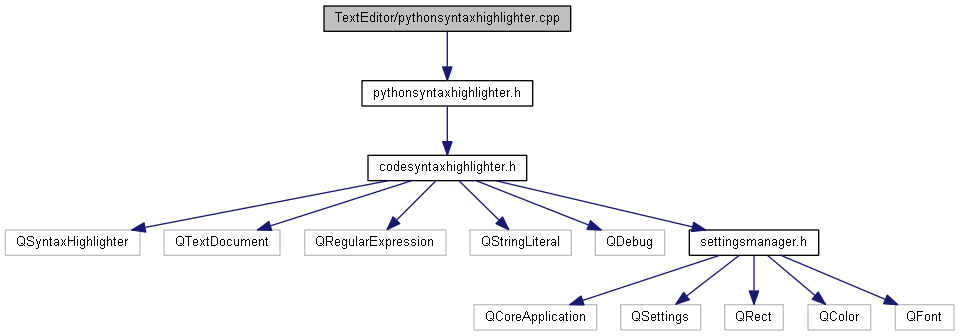 TextEditor/pythonsyntaxhighlighter.cpp
pythonsyntaxhighlighter.h
codesyntaxhighlighter.h
QSyntaxHighlighter
QTextDocument
QRegularExpression
QStringLiteral
QDebug
settingsmanager.h
QCoreApplication
QSettings
QRect
QColor
QFont